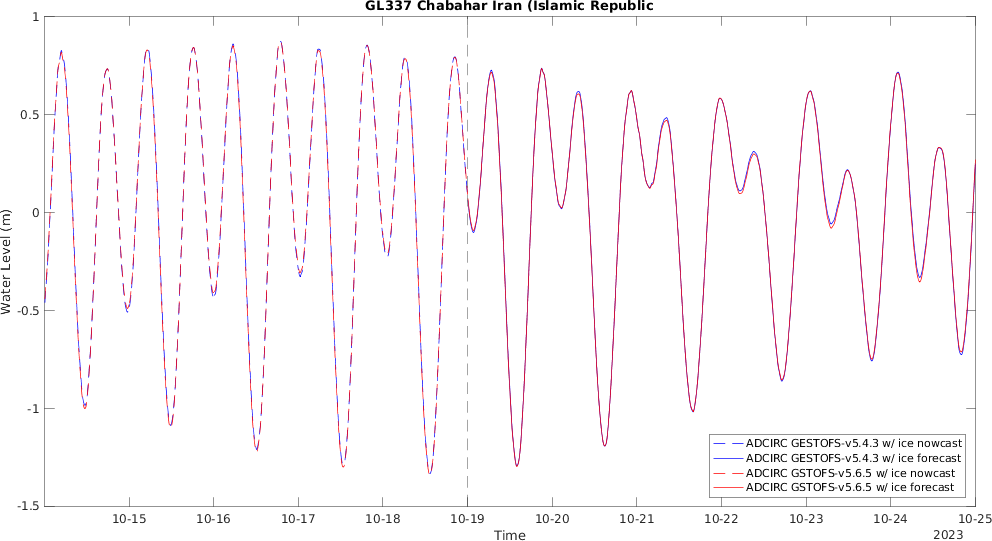 GL337 Chabahar Iran (Islamic Republic
1
0.5
0
-0.5
-1
-1.5
Water Level (m)
10-15 10-16 10-17 10-18 10-19 10-20 10-21 10-22 10-23 10-24 10-25
Time
2023
ADCIRC GESTOFS-v5.4.3 w/ ice nowcast
ADCIRC GESTOFS-v5.4.3 w/ ice forecast
ADCIRC GSTOFS-v5.6.5 w/ ice nowcast
ADCIRC GSTOFS-v5.6.5 w/ ice forecast